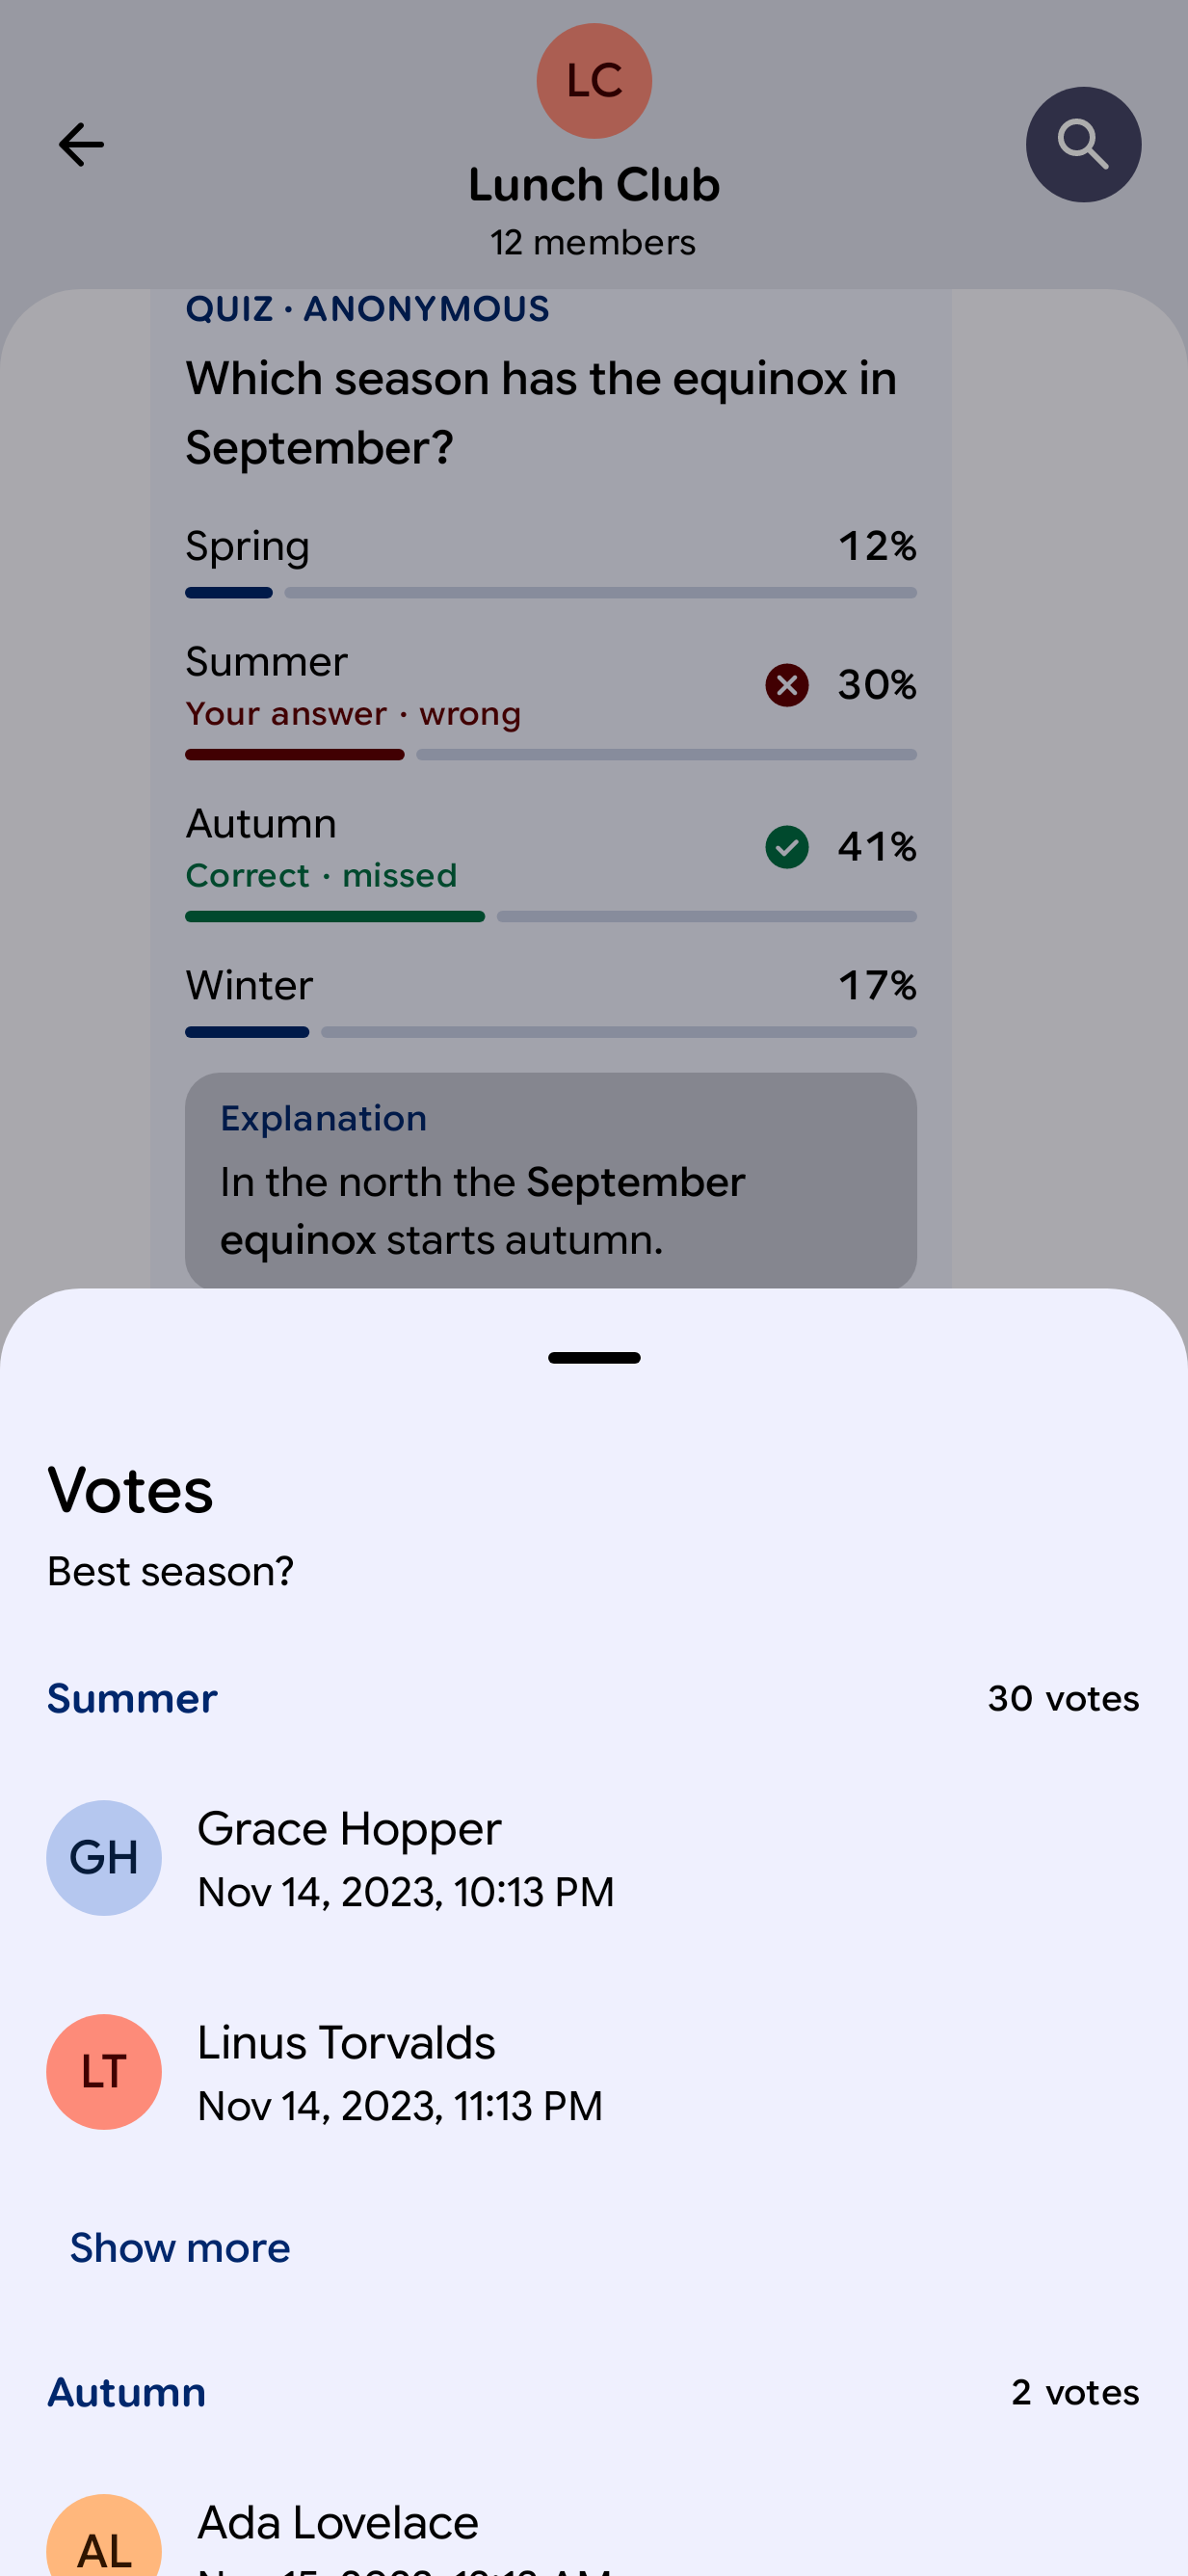 LC
Lunch Club
12 members
QUIZ · ANONYMOUS
Which season has the equinox in
September?
Spring 12%
Summer 30%
Your answer · wrong
Autumn 41%
Correct · missed
Winter 17%
Explanation
In the north the September
equinox starts autumn.
Votes
Best season?
Summer 30 votes
GH Grace Hopper
Nov 14, 2023, 10:13 PM
LT Linus Torvalds
Nov 14, 2023, 11:13 PM
Show more
Autumn 2 votes
AL Ada Lovelace